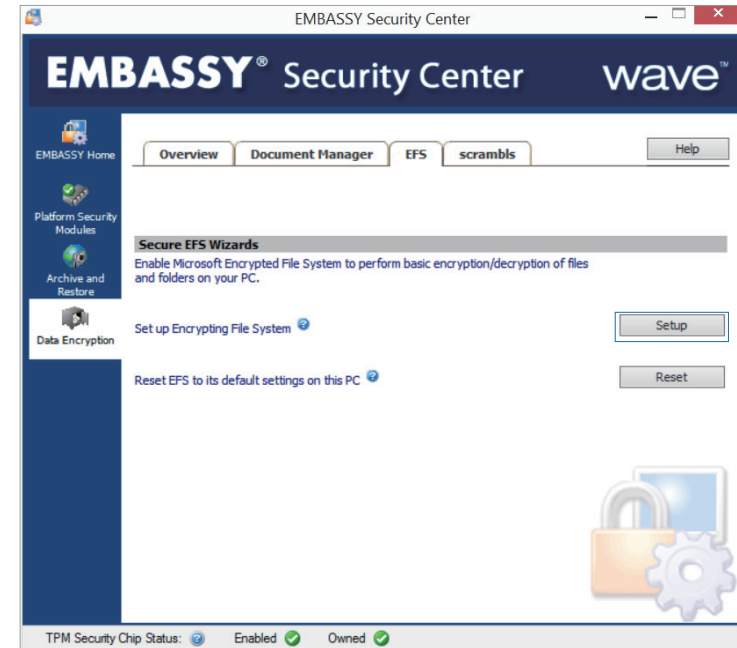 EMBASSY Security Center
EMBASSY® Security Center
wave™
EMBASSY Home
Platform Security
Modules
Archive and
Restore
Data Encryption
Overview
Document Manager
EFS
scrambls
Help
Secure EFS Wizards
Enable Microsoft Encrypted File System to perform basic encryption/decryption of files
and folders on your PC.
Set up Encrypting File System
Setup
Reset EFS to its default settings on this PC
Reset
TPM Security Chip Status: Enabled Owned